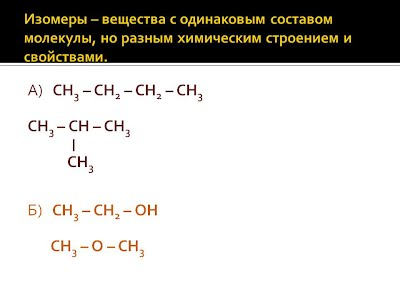 Изомеры – вещества с одинаковым составом
молекулы, но разным химическим строением и
свойствами.
А) CH₃ – CH₂ – CH₂ – CH₃
CH₃ – CH – CH₃
|
CH₃
Б) CH₃ – CH₂ – OH
CH₃ – O – CH₃